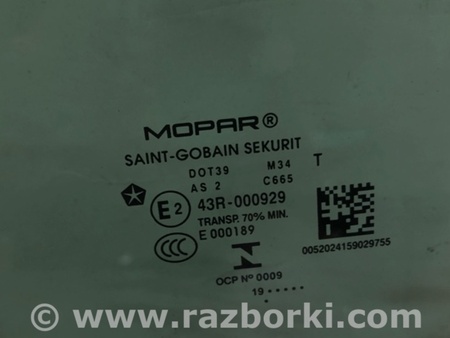 MOPAR®
SAINT-GOBAIN SEKURIT
DOT39 M34 T
AS 2 C665
E2 43R-000929
TRANSP. 70% MIN.
E 000189
CCC
N
OCP Nº 0009
0052024159029755
19 •••••
© www.razborki.com